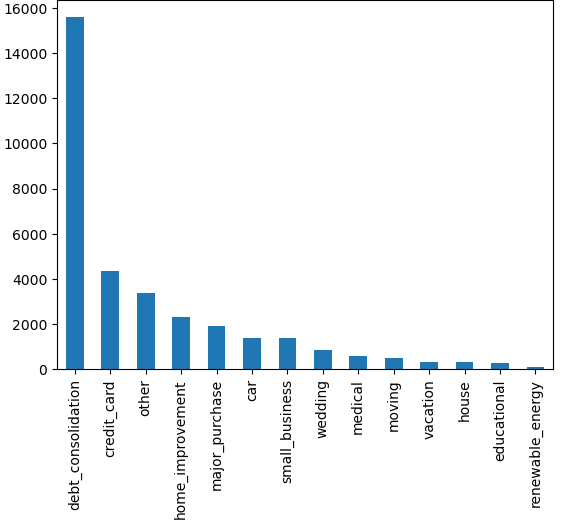 16000
14000
12000
10000
8000
6000
4000
2000
0
debt_consolidation
credit_card
other
home_improvement
major_purchase
car
small_business
wedding
medical
moving
vacation
house
educational
renewable_energy